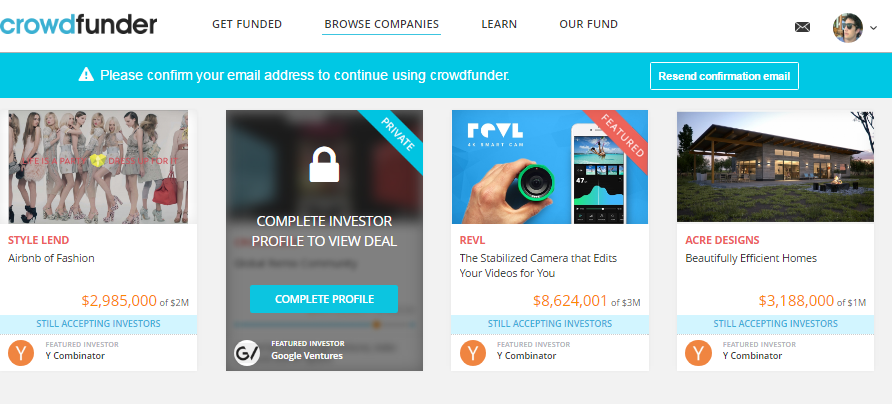 crowdfunder
GET FUNDED
BROWSE COMPANIES
LEARN
OUR FUND
Please confirm your email address to continue using crowdfunder.
Resend confirmation email
LIFE IS A PARTY, DRESS UP FOR IT
STYLE LEND
Airbnb of Fashion
$2,985,000 of $2M
STILL ACCEPTING INVESTORS
Y
FEATURED INVESTOR
Y Combinator
PRIVATE
COMPLETE INVESTOR
PROFILE TO VIEW DEAL
COMPLETE PROFILE
GV
FEATURED INVESTOR
Google Ventures
FEATURED
REVL
4K SMART CAM
47
REVL
The Stabilized Camera that Edits
Your Videos for You
$8,624,001 of $3M
STILL ACCEPTING INVESTORS
Y
FEATURED INVESTOR
Y Combinator
ACRE DESIGNS
Beautifully Efficient Homes
$3,188,000 of $1M
STILL ACCEPTING INVESTORS
Y
FEATURED INVESTOR
Y Combinator